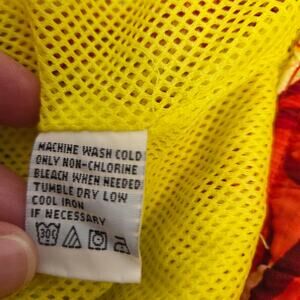 MACHINE WASH COLD
ONLY NON-CHLORINE
BLEACH WHEN NEEDED
TUMBLE DRY LOW
COOL IRON
IF NECESSARY
30